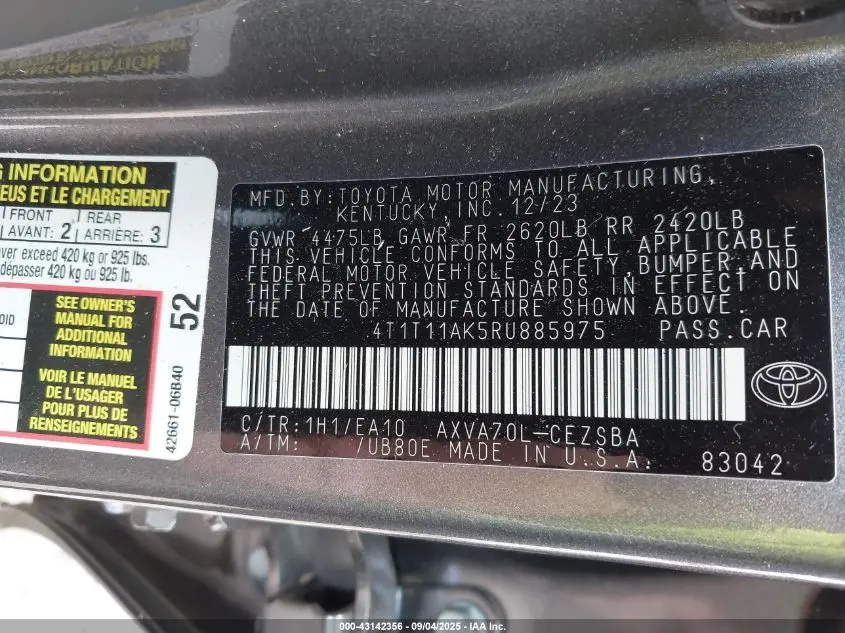 G INFORMATION
EUS ET LE CHARGEMENT
FRONT
AVANT: 2
REAR
ARRIÈRE: 3
ver exceed 420 kg or 925 lbs.
dépasser 420 kg ou 925 lb.
OID
SEE OWNER'S
MANUAL FOR
ADDITIONAL
INFORMATION
VOIR LE MANUEL
DE L'USAGER
POUR PLUS DE
RENSEIGNEMENTS
52
42661-06B40
MFD.BY:TOYOTA MOTOR MANUFACTURING,
KENTUCKY, INC. 12/23
GVWR 4475LB GAWR FR 2620LB RR 2420LB
THIS VEHICLE CONFORMS TO ALL APPLICABLE
FEDERAL MOTOR VEHICLE SAFETY,BUMPER,AND
THEFT PREVENTION STANDARDS IN EFFECT ON
THE DATE OF MANUFACTURE SHOWN ABOVE.
4T1T11AK5RU885975 PASS.CAR
C/TR:1H1/EA10 AXVA70L-CEZSBA
A/TM: /UB80E MADE IN U.S.A. 83042
000-43142356 - 09/04/2025 - IAAI.COM